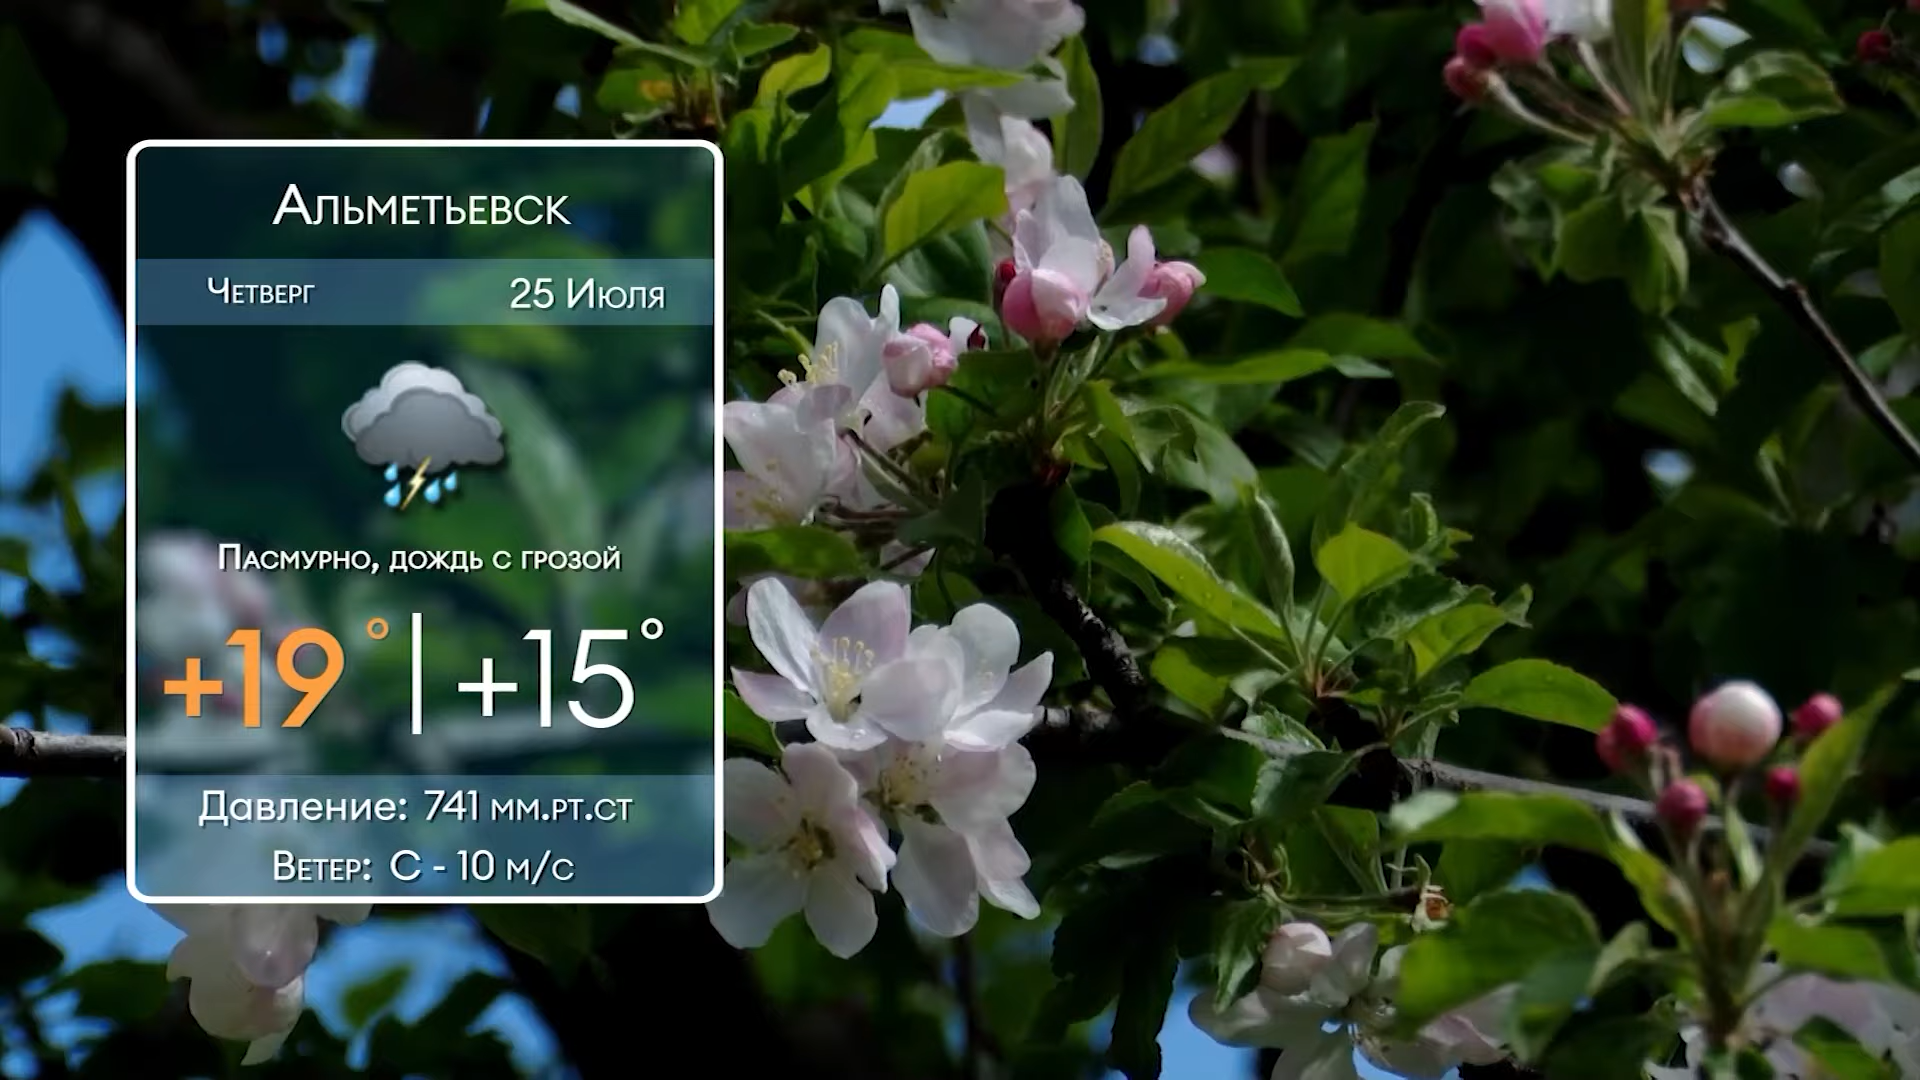 Альметьевск
Четверг 25 Июля
Пасмурно, дождь с грозой
+19° | +15°
Давление: 741 мм.рт.ст
Ветер: С - 10 м/с